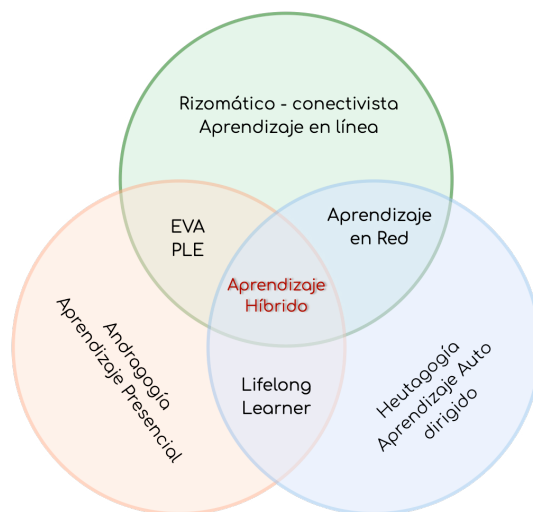 Rizomático - conectivista
Aprendizaje en línea
EVA
PLE
Aprendizaje
en Red
Aprendizaje
Híbrido
Andragogía
Aprendizaje Presencial
Lifelong
Learner
Heutagogía
Aprendizaje Auto
dirigido